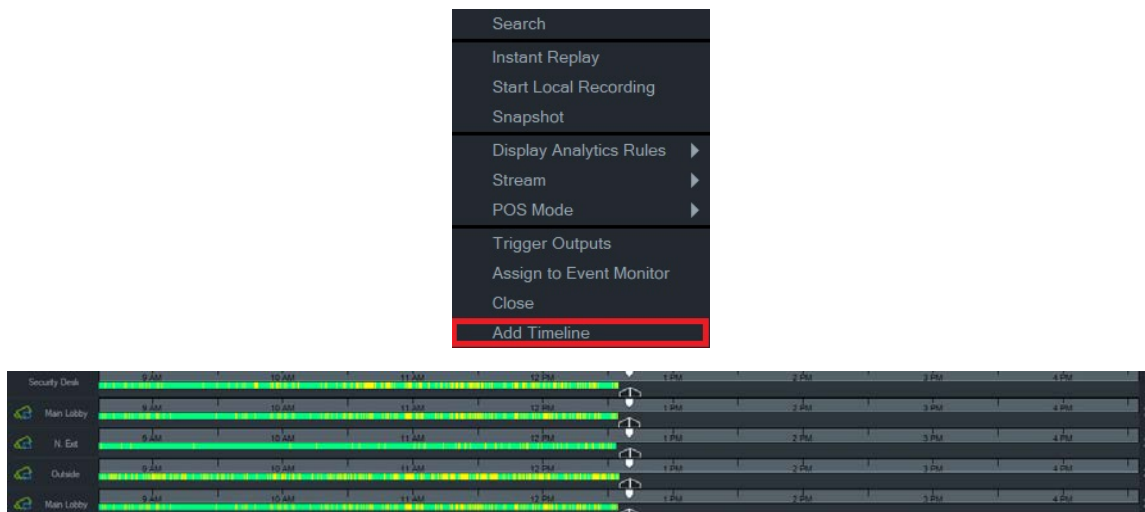 Search
Instant Replay
Start Local Recording
Snapshot
Display Analytics Rules
Stream
POS Mode
Trigger Outputs
Assign to Event Monitor
Close
Add Timeline
Security Desk 9 AM 10 AM 11 AM 12 PM 1 PM 2 PM 3 PM 4 PM
Main Lobby 9 AM 10 AM 11 AM 12 PM 1 PM 2 PM 3 PM 4 PM
N. Ext 9 AM 10 AM 11 AM 12 PM 1 PM 2 PM 3 PM 4 PM
Outside 9 AM 10 AM 11 AM 12 PM 1 PM 2 PM 3 PM 4 PM
Main Lobby 9 AM 10 AM 11 AM 12 PM 1 PM 2 PM 3 PM 4 PM